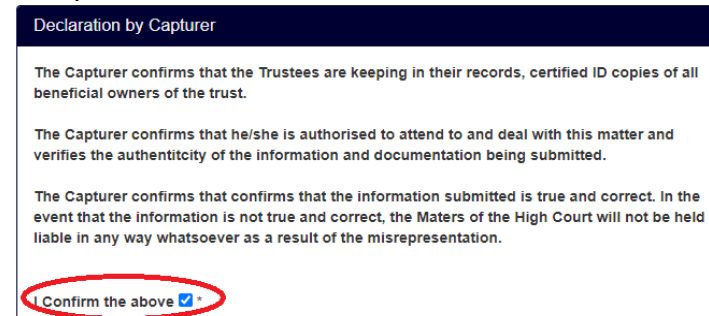 Declaration by Capturer
The Capturer confirms that the Trustees are keeping in their records, certified ID copies of all
beneficial owners of the trust.
The Capturer confirms that he/she is authorised to attend to and deal with this matter and
verifies the authentitcity of the information and documentation being submitted.
The Capturer confirms that confirms that the information submitted is true and correct. In the
event that the information is not true and correct, the Maters of the High Court will not be held
liable in any way whatsoever as a result of the misrepresentation.
I Confirm the above ☑ *